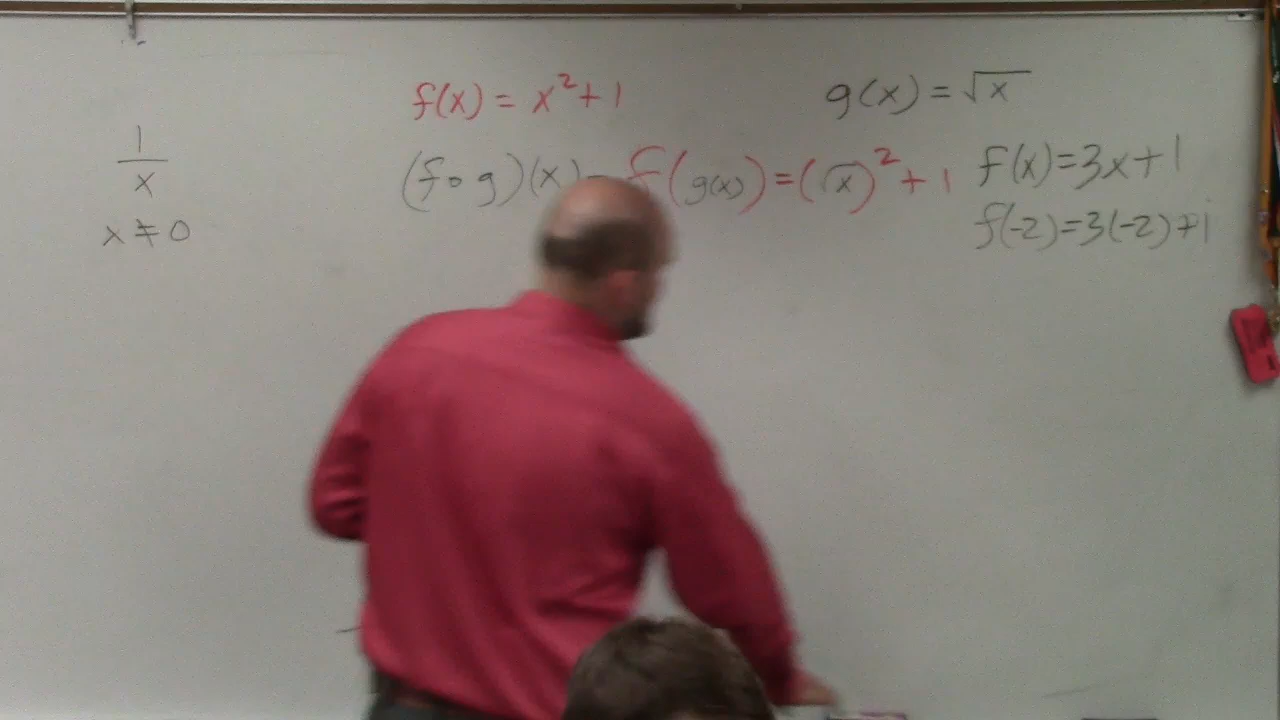 f(x) = x²+1
g(x) = √x
1
x
x ≠ 0
(f∘g)(x) = f(g(x)) = (√x)² + 1
f(x)=3x+1
f(-2)=3(-2)+1